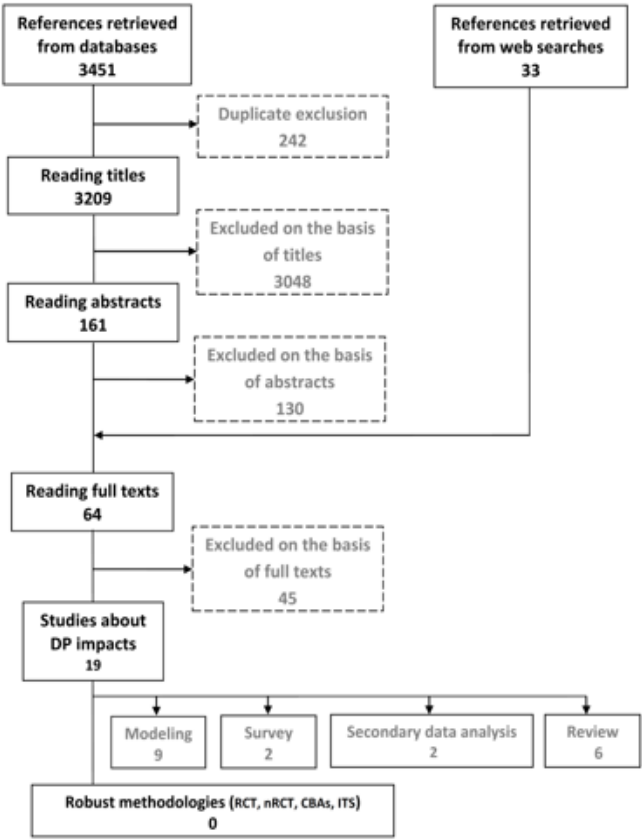 References retrieved
from databases
3451
References retrieved
from web searches
33
Duplicate exclusion
242
Reading titles
3209
Excluded on the basis
of titles
3048
Reading abstracts
161
Excluded on the basis
of abstracts
130
Reading full texts
64
Excluded on the basis
of full texts
45
Studies about
DP impacts
19
Modeling
9
Survey
2
Secondary data analysis
2
Review
6
Robust methodologies (RCT, nRCT, CBAs, ITS)
0